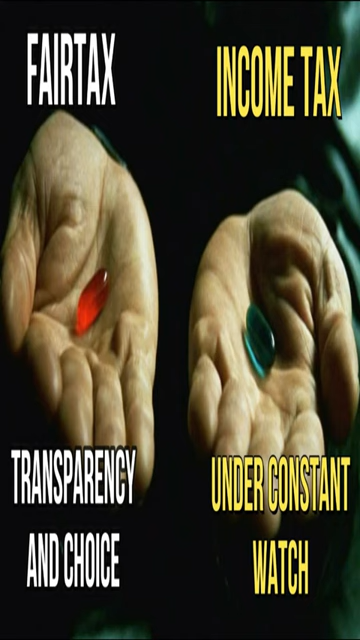 FAIRTAX
INCOME TAX
TRANSPARENCY
AND CHOICE
UNDER CONSTANT
WATCH